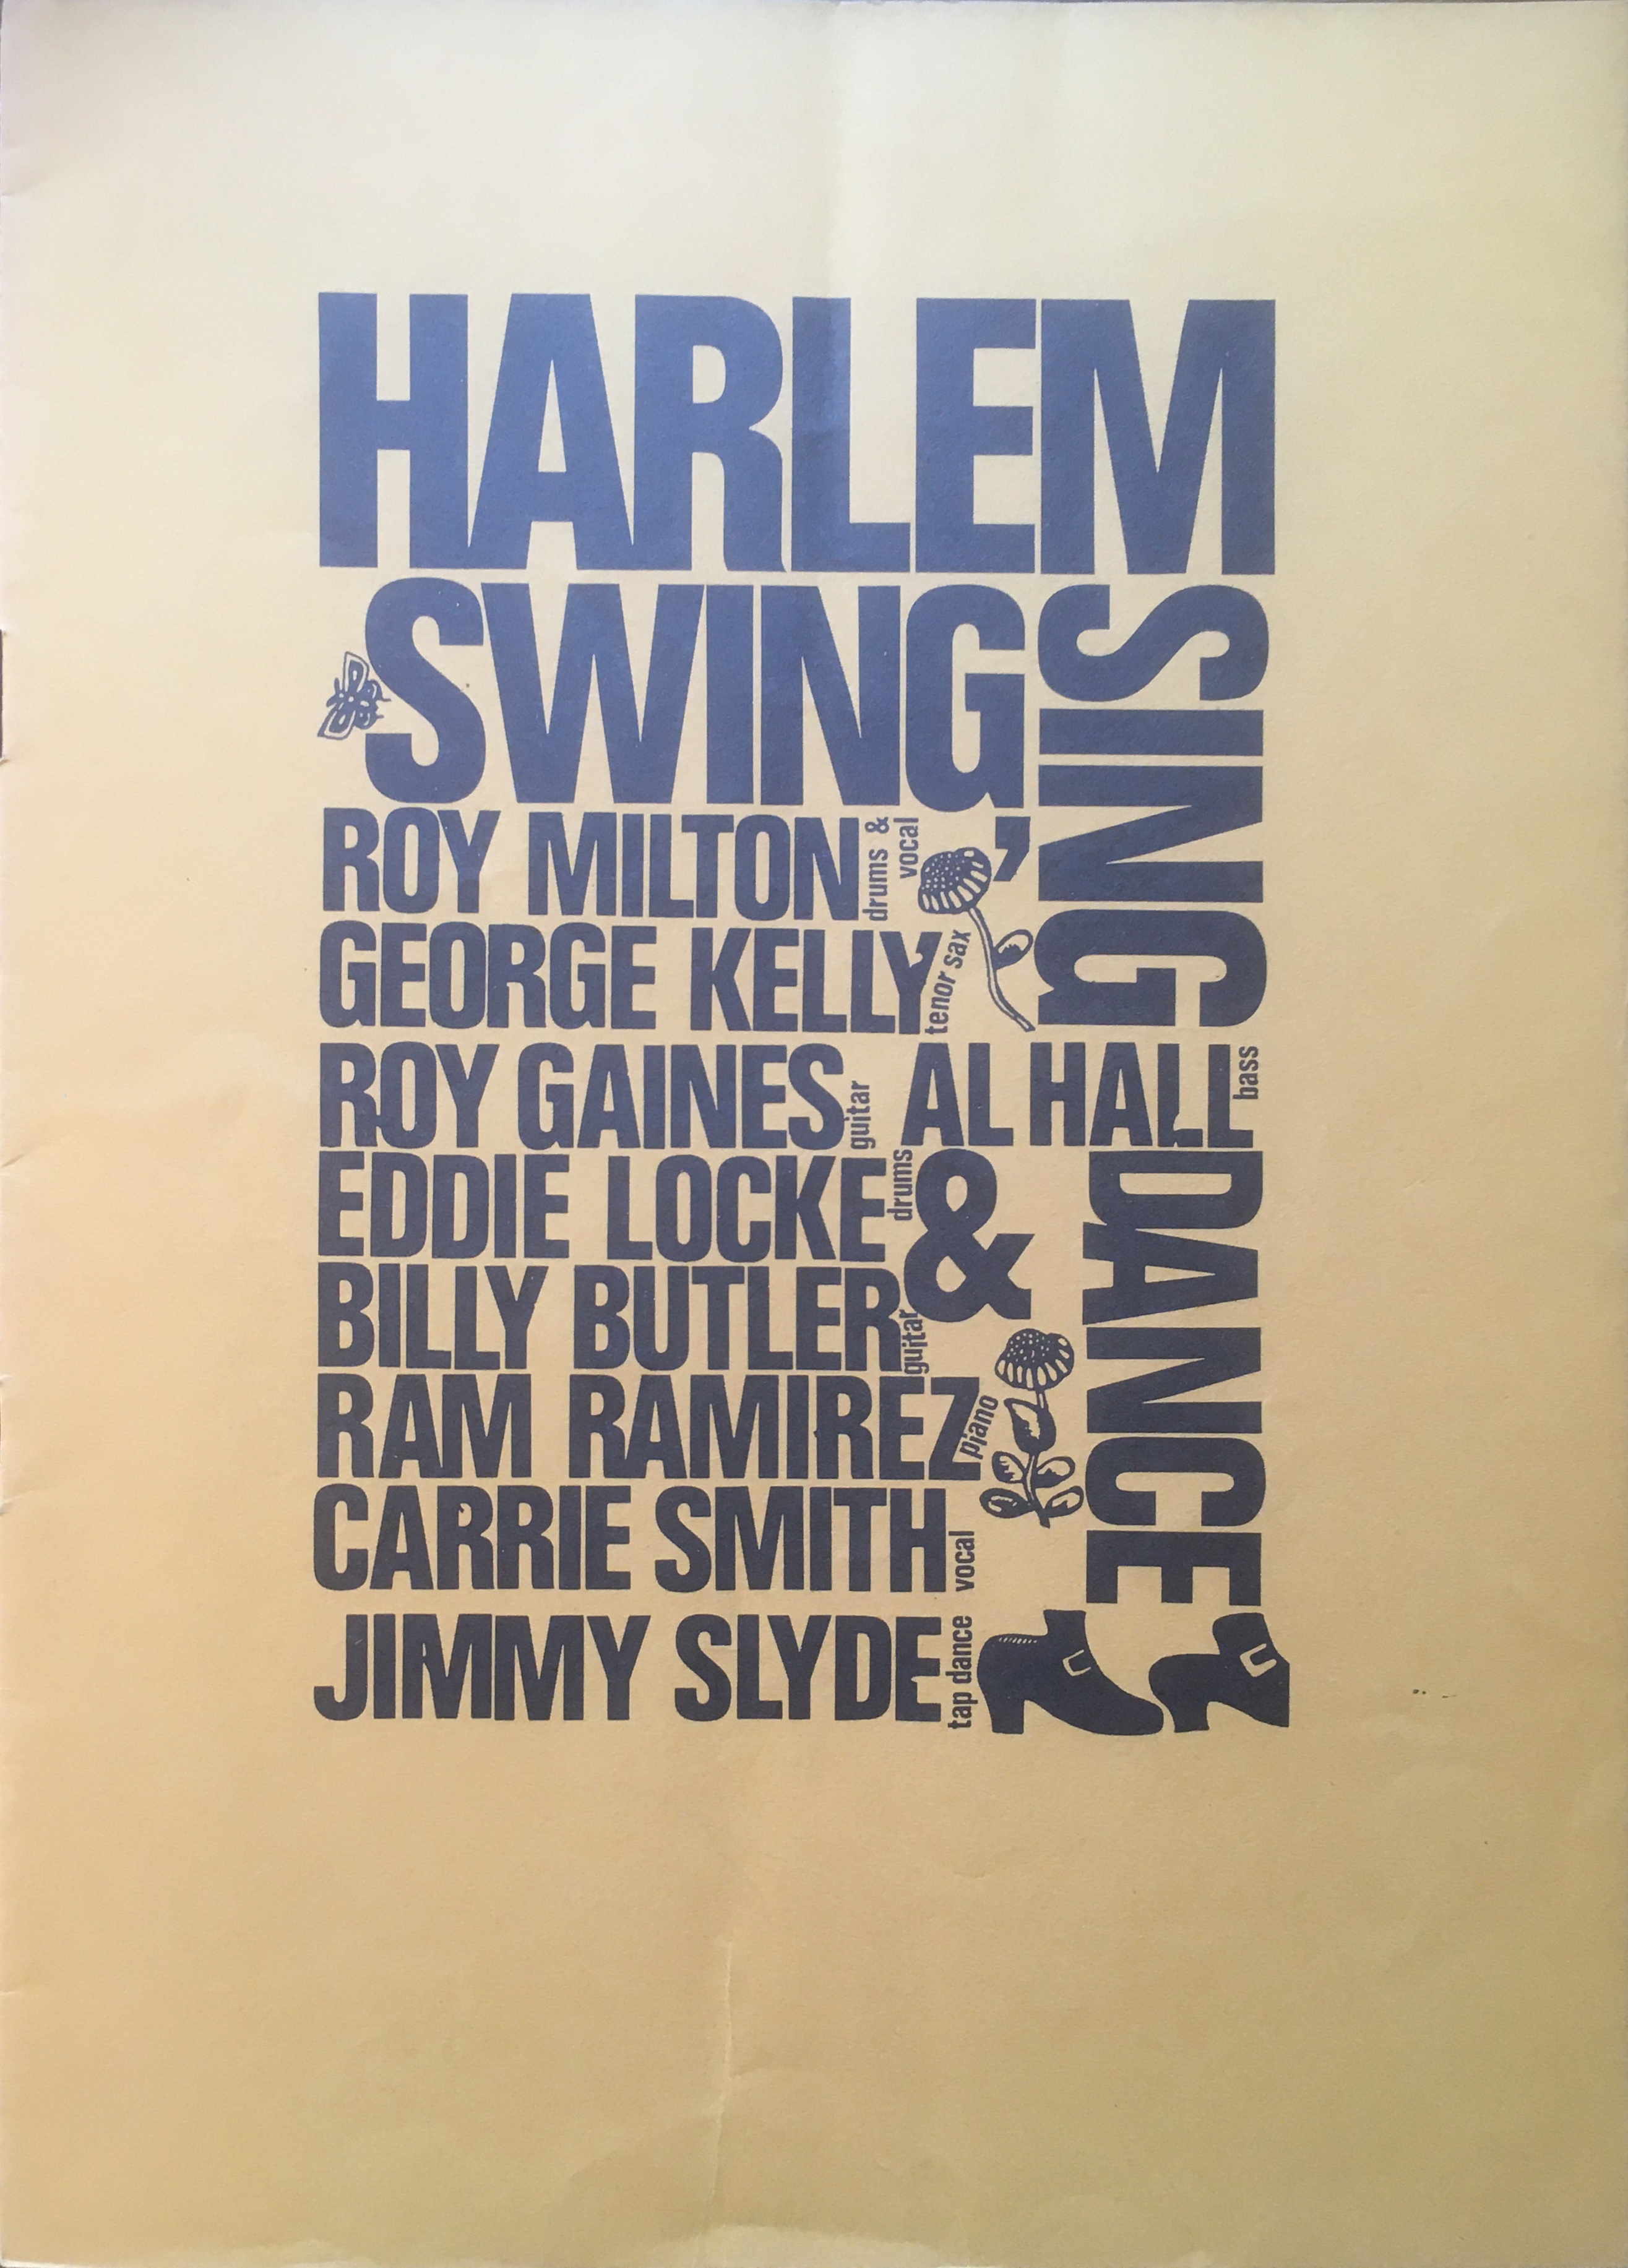 HARLEM
SWING,
SING
ROY MILTON drums & vocal
GEORGE KELLY tenor sax
ROY GAINES guitar
AL HALL bass
EDDIE LOCKE drums
&
DANCE
BILLY BUTLER guitar
RAM RAMIREZ piano
CARRIE SMITH vocal
JIMMY SLYDE tap dance